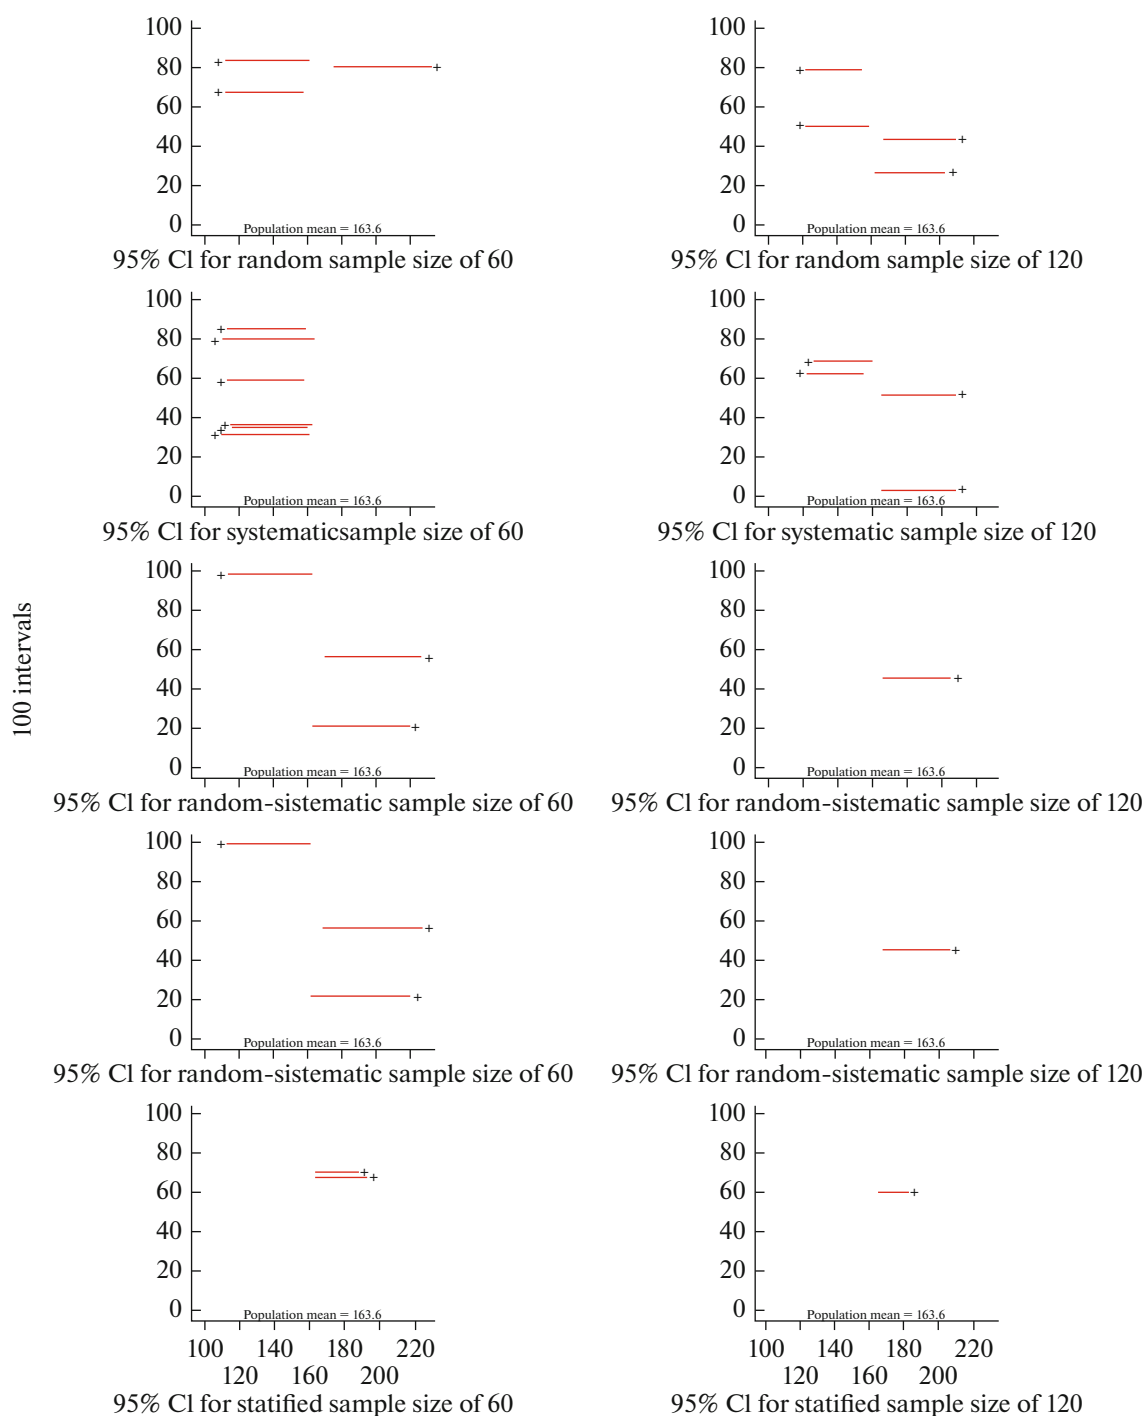 100 100
80 80
60 60
40 40
20 20
0 0
Population mean = 163.6 Population mean = 163.6
95% Cl for random sample size of 60 95% Cl for random sample size of 120
100 100
80 80
60 60
40 40
20 20
0 0
Population mean = 163.6 Population mean = 163.6
95% Cl for systematicsample size of 60 95% Cl for systematic sample size of 120
100 intervals
100 100
80 80
60 60
40 40
20 20
0 0
Population mean = 163.6 Population mean = 163.6
95% Cl for random-sistematic sample size of 60 95% Cl for random-sistematic sample size of 120
100 100
80 80
60 60
40 40
20 20
0 0
Population mean = 163.6 Population mean = 163.6
95% Cl for random-sistematic sample size of 60 95% Cl for random-sistematic sample size of 120
100 100
80 80
60 60
40 40
20 20
0 0
Population mean = 163.6 Population mean = 163.6
100 140 180 220 100 140 180 220
120 160 200 120 160 200
95% Cl for statified sample size of 60 95% Cl for statified sample size of 120